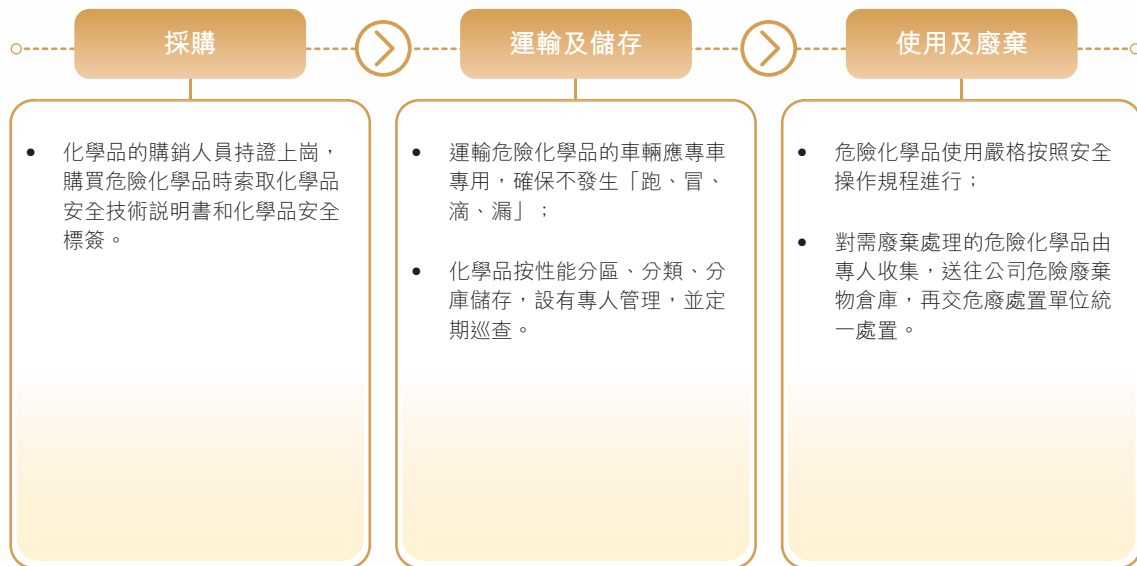 採購
運輸及儲存
使用及廢棄
• 化學品的購銷人員持證上崗，
購買危險化學品時索取化學品
安全技術説明書和化學品安全
標簽。
• 運輸危險化學品的車輛應專車
專用，確保不發生「跑、冒、
滴、漏」；
• 化學品按性能分區、分類、分
庫儲存，設有專人管理，並定
期巡查。
• 危險化學品使用嚴格按照安全
操作規程進行；
• 對需廢棄處理的危險化學品由
專人收集，送往公司危險廢棄
物倉庫，再交危廢處置單位統
一處置。